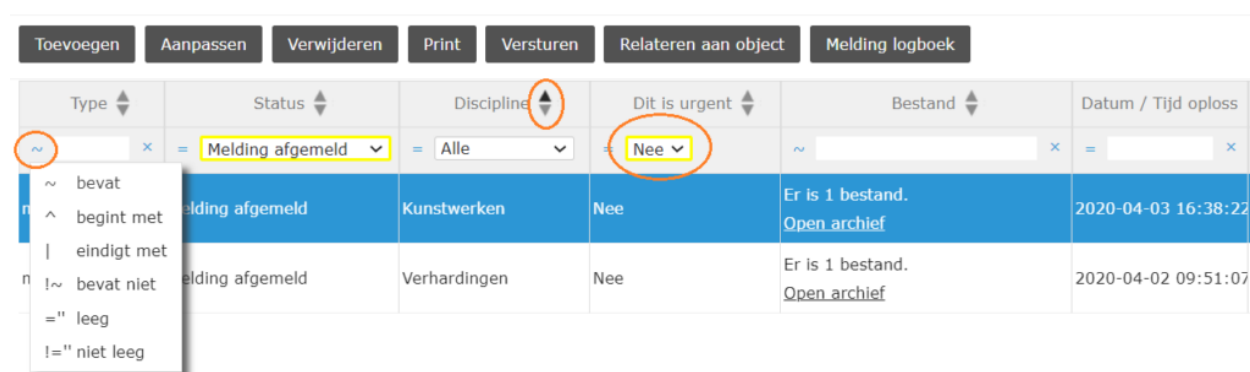 Toevoegen Aanpassen Verwijderen Print Versturen Relateren aan object Melding logboek
Type Status Discipline Dit is urgent Bestand Datum / Tijd oploss
~ × = Melding afgemeld = Alle = Nee ~ × = ×
~ bevat
^ begint met
| eindigt met
!~ bevat niet
='' leeg
!='' niet leeg
elding afgemeld Kunstwerken Nee Er is 1 bestand. 2020-04-03 16:38:22
Open archief
elding afgemeld Verhardingen Nee Er is 1 bestand. 2020-04-02 09:51:07
Open archief